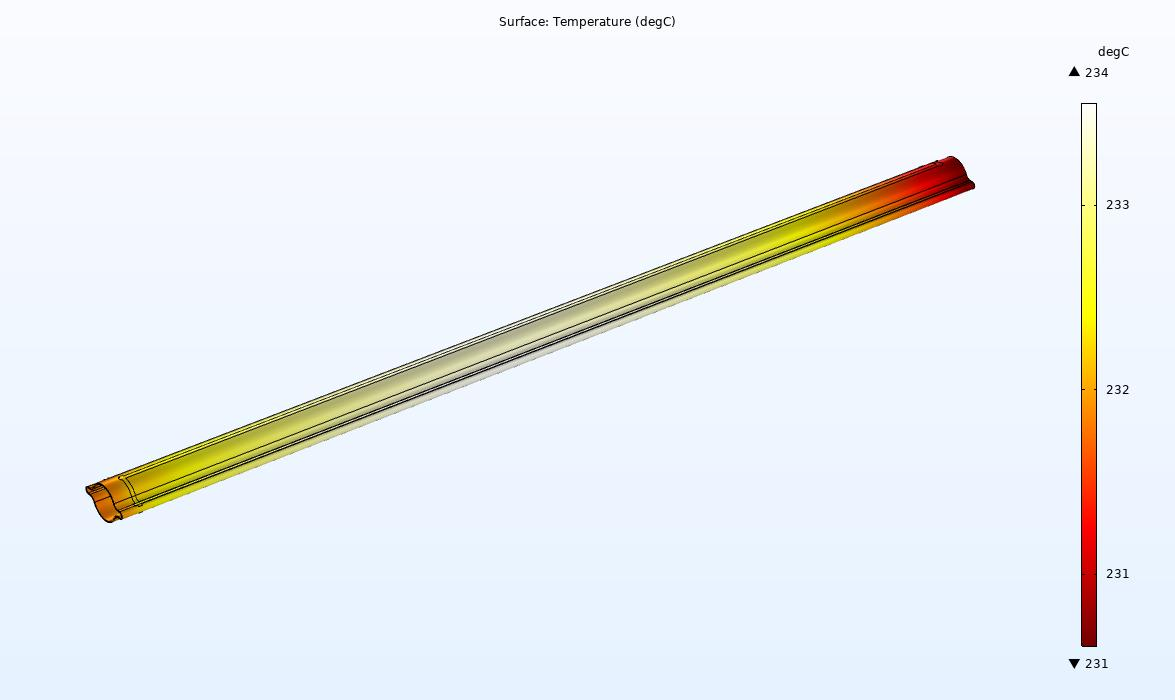 Surface: Temperature (degC)
degC
▲ 234
233
232
231
▼ 231